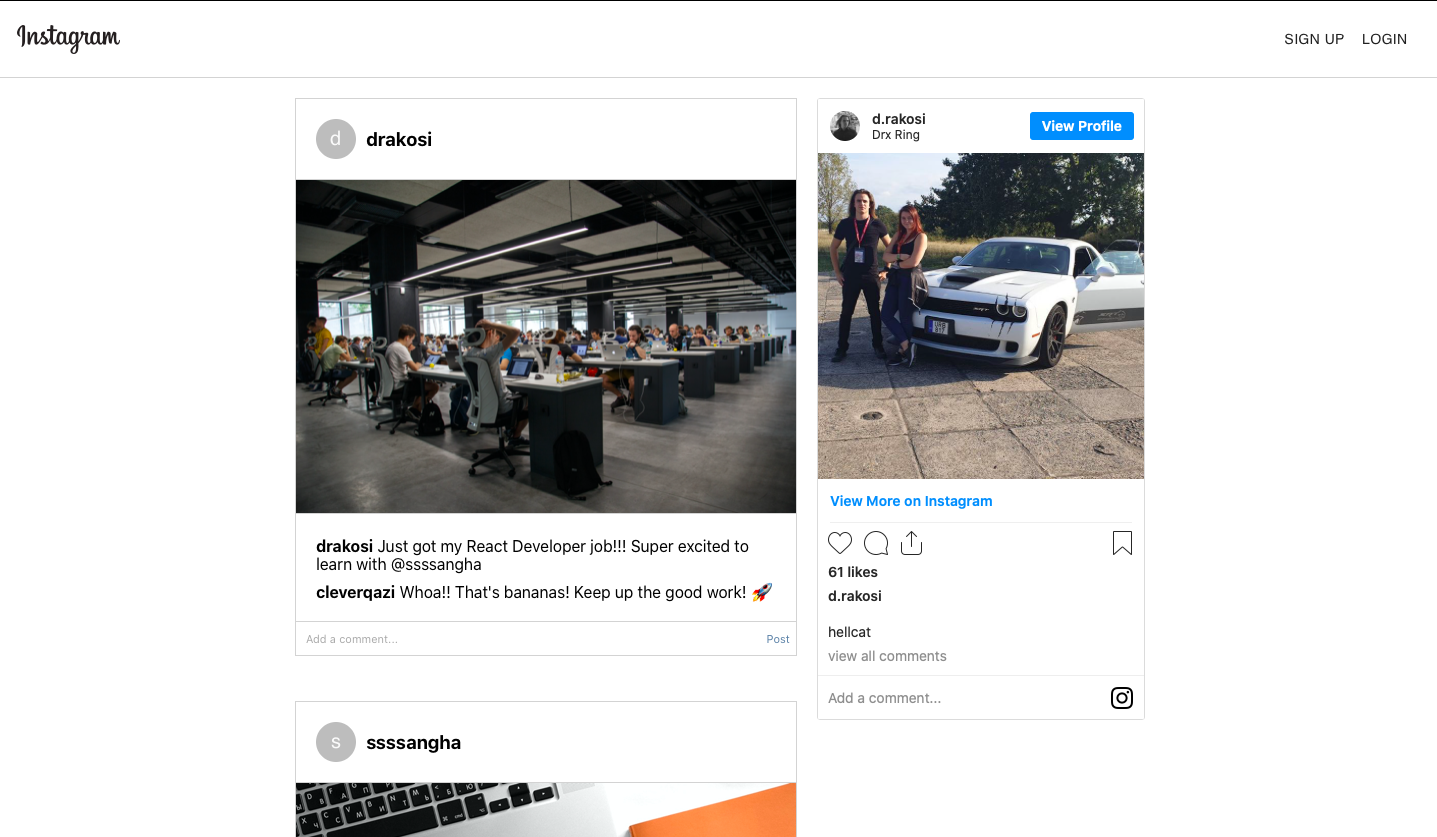 Instagram
SIGN UP LOGIN
d
drakosi
drakosi Just got my React Developer job!!! Super excited to
learn with @ssssangha
cleverqazi Whoa!! That's bananas! Keep up the good work! 🚀
Add a comment... Post
s
ssssangha
d.rakosi
Drx Ring
View Profile
View More on Instagram
61 likes
d.rakosi
hellcat
view all comments
Add a comment...